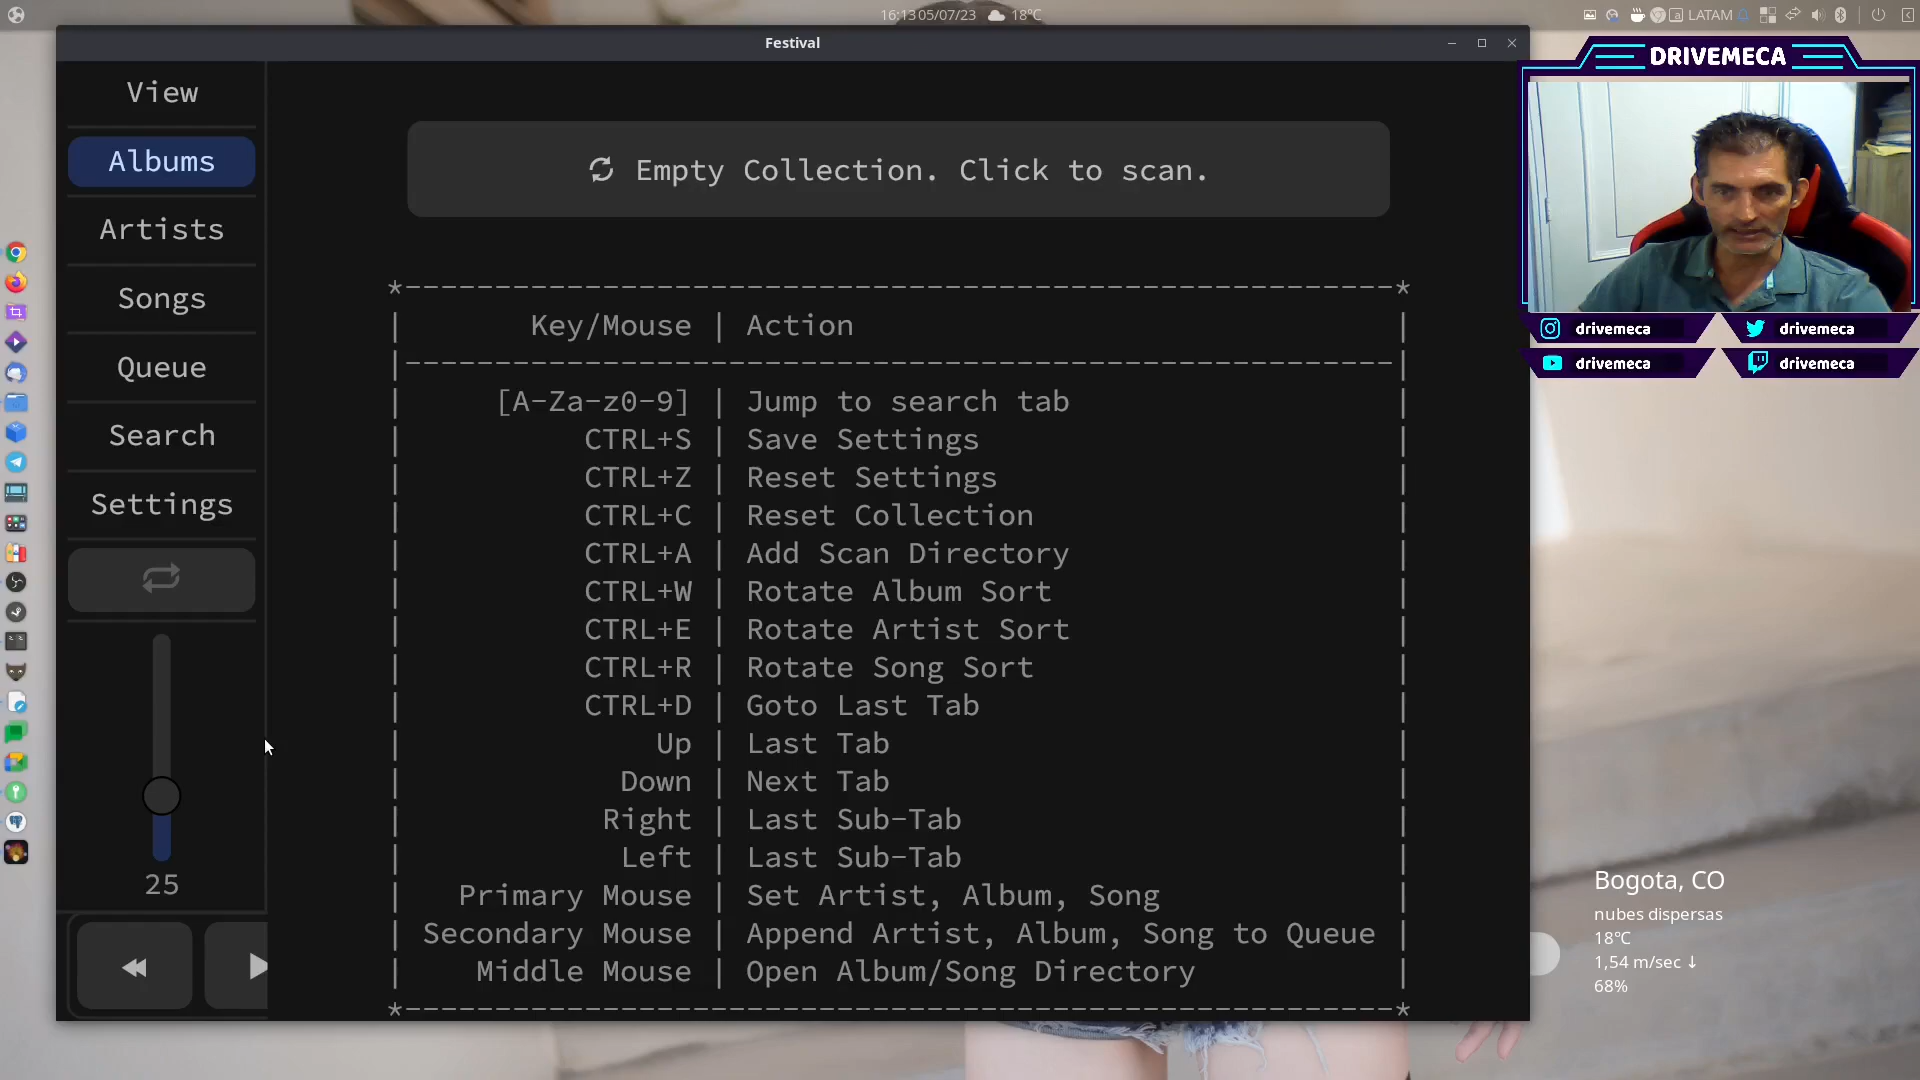 16:13 05/07/23 18°C
LATAM
Festival
DRIVEMECA
View
Albums
Artists
Songs
Queue
Search
Settings
25
Empty Collection. Click to scan.
*-------------------------------------------------------*
| Key/Mouse | Action |
|-------------------------------------------------------|
| [A-Za-z0-9] | Jump to search tab |
| CTRL+S | Save Settings |
| CTRL+Z | Reset Settings |
| CTRL+C | Reset Collection |
| CTRL+A | Add Scan Directory |
| CTRL+W | Rotate Album Sort |
| CTRL+E | Rotate Artist Sort |
| CTRL+R | Rotate Song Sort |
| CTRL+D | Goto Last Tab |
| Up | Last Tab |
| Down | Next Tab |
| Right | Last Sub-Tab |
| Left | Last Sub-Tab |
| Primary Mouse | Set Artist, Album, Song |
| Secondary Mouse | Append Artist, Album, Song to Queue |
| Middle Mouse | Open Album/Song Directory |
*-------------------------------------------------------*
drivemeca
drivemeca
drivemeca
drivemeca
Bogota, CO
nubes dispersas
18°C
1,54 m/sec ↓
68%